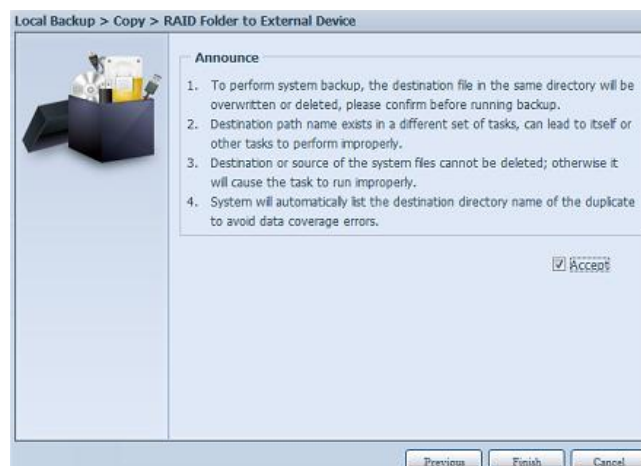 Local Backup > Copy > RAID Folder to External Device
Announce
1. To perform system backup, the destination file in the same directory will be
overwritten or deleted, please confirm before running backup.
2. Destination path name exists in a different set of tasks, can lead to itself or
other tasks to perform improperly.
3. Destination or source of the system files cannot be deleted; otherwise it
will cause the task to run improperly.
4. System will automatically list the destination directory name of the duplicate
to avoid data coverage errors.
Accept
Previous Finish Cancel